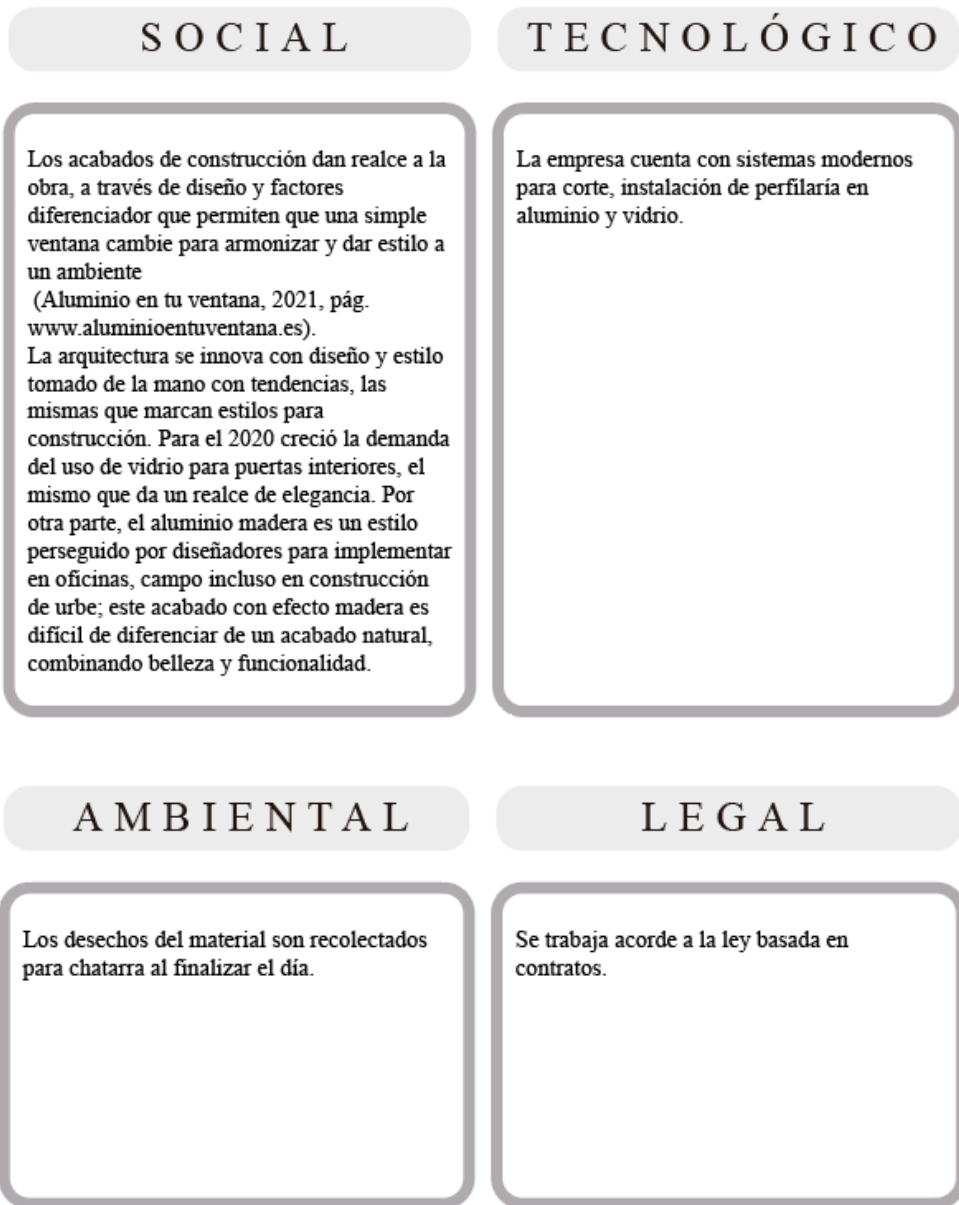 SOCIAL
Los acabados de construcción dan realce a la
obra, a través de diseño y factores
diferenciador que permiten que una simple
ventana cambie para armonizar y dar estilo a
un ambiente
(Aluminio en tu ventana, 2021, pág.
www.aluminioentuventana.es).
La arquitectura se innova con diseño y estilo
tomado de la mano con tendencias, las
mismas que marcan estilos para
construcción. Para el 2020 creció la demanda
del uso de vidrio para puertas interiores, el
mismo que da un realce de elegancia. Por
otra parte, el aluminio madera es un estilo
perseguido por diseñadores para implementar
en oficinas, campo incluso en construcción
de urbe; este acabado con efecto madera es
difícil de diferenciar de un acabado natural,
combinando belleza y funcionalidad.
TECNOLÓGICO
La empresa cuenta con sistemas modernos
para corte, instalación de perfilaría en
aluminio y vidrio.
AMBIENTAL
Los desechos del material son recolectados
para chatarra al finalizar el día.
LEGAL
Se trabaja acorde a la ley basada en
contratos.